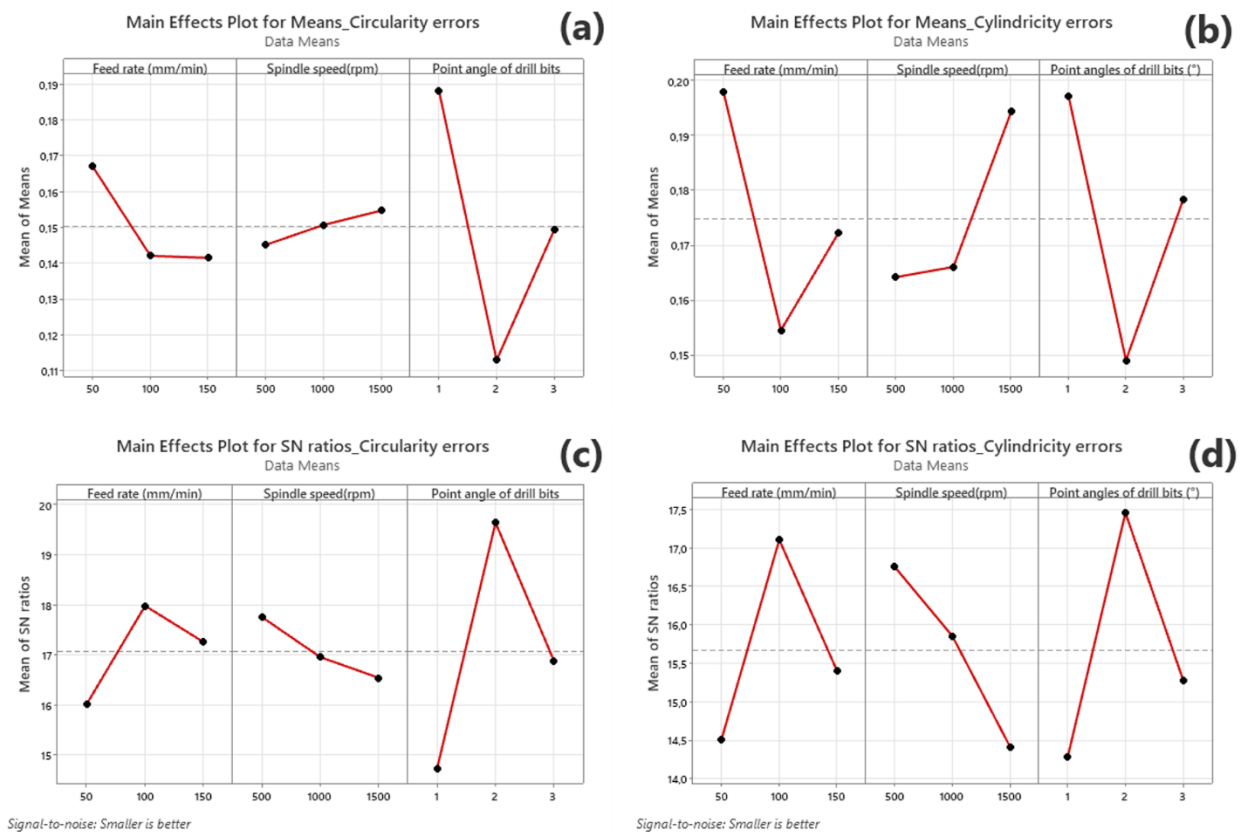 Main Effects Plot for Means_Circularity errors
Data Means
(a)
Feed rate (mm/min) Spindle speed(rpm) Point angle of drill bits
Mean of Means
0,19
0,18
0,17
0,16
0,15
0,14
0,13
0,12
0,11
50 100 150 500 1000 1500 1 2 3
Main Effects Plot for Means_Cylindricity errors
Data Means
(b)
Feed rate (mm/min) Spindle speed(rpm) Point angles of drill bits (°)
Mean of Means
0,20
0,19
0,18
0,17
0,16
0,15
50 100 150 500 1000 1500 1 2 3
Main Effects Plot for SN ratios_Circularity errors
Data Means
(c)
Feed rate (mm/min) Spindle speed(rpm) Point angle of drill bits
Mean of SN ratios
20
19
18
17
16
15
50 100 150 500 1000 1500 1 2 3
Signal-to-noise: Smaller is better
Main Effects Plot for SN ratios_Cylindricity errors
Data Means
(d)
Feed rate (mm/min) Spindle speed(rpm) Point angles of drill bits (°)
Mean of SN ratios
17,5
17,0
16,5
16,0
15,5
15,0
14,5
14,0
50 100 150 500 1000 1500 1 2 3
Signal-to-noise: Smaller is better